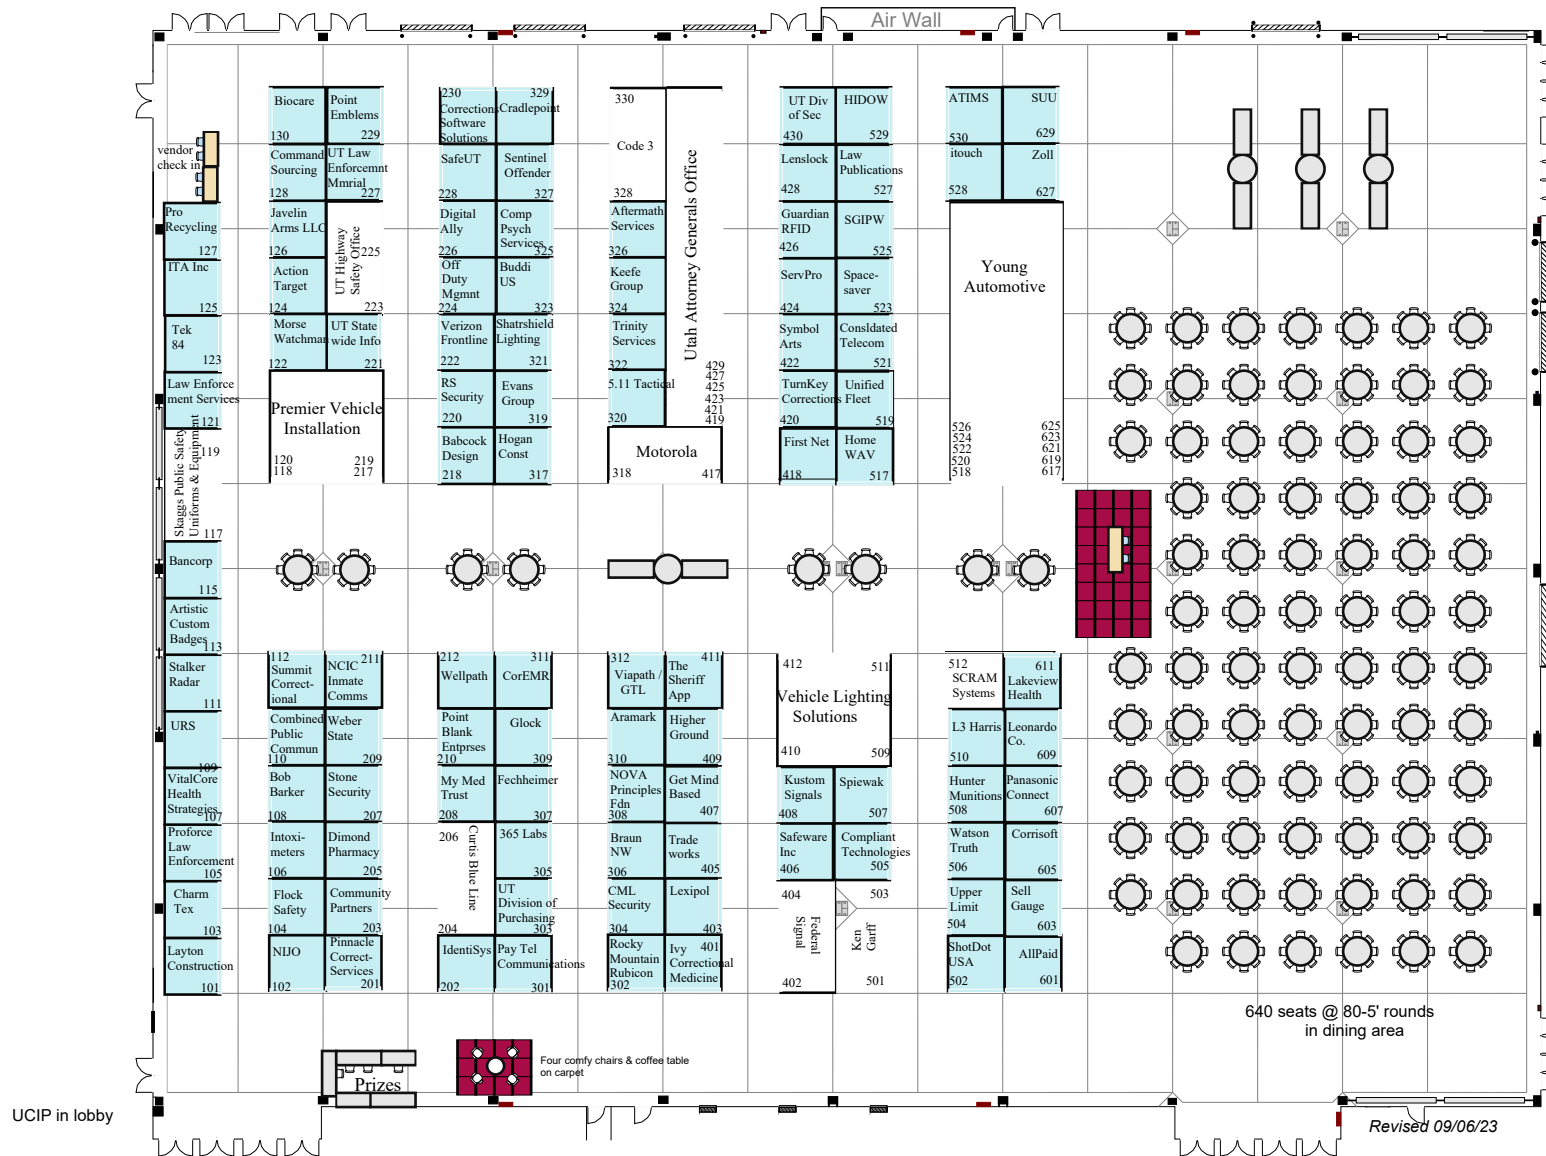 Air Wall
vendor
check in
Biocare
130
Point
Emblems
229
Command
Sourcing
128
UT Law
Enforcemnt
Mmrial
227
Javelin
Arms LLC
126
UT Highway
Safety Office
225
223
Action
Target
124
Morse
Watchman
122
UT State
wide Info
221
Premier Vehicle
Installation
120
118
219
217
230
Corrections
Software
Solutions
329
Cradlepoint
SafeUT
228
Sentinel
Offender
327
Digital
Ally
226
Comp
Psych
Services
325
Off
Duty
Mgmnt
224
Buddi
US
323
Verizon
Frontline
222
Shatrshield
Lighting
321
RS
Security
220
Evans
Group
319
Babcock
Design
218
Hogan
Const
317
330
Code 3
328
Utah Attorney Generals Office
429
427
425
423
421
419
Aftermath
Services
326
Keefe
Group
324
Trinity
Services
322
5.11 Tactical
320
Motorola
318
417
UT Div
of Sec
430
HIDOW
529
Lenslock
428
Law
Publications
527
Guardian
RFID
426
SGIPW
525
ServPro
424
Space-
saver
523
Symbol
Arts
422
Consldated
Telecom
521
TurnKey
Corrections
420
Unified
Fleet
519
First Net
418
Home
WAV
517
ATIMS
530
SUU
629
itouch
528
Zoll
627
Young
Automotive
526
524
522
520
518
625
623
621
619
617
Pro
Recycling
127
ITA Inc
125
Tek
84
123
Law Enforce
ment Services
121
Skaggs Public Safety
Uniforms & Equipment
119
117
Bancorp
115
Artistic
Custom
Badges
113
Stalker
Radar
111
URS
109
VitalCore
Health
Strategies
107
Proforce
Law
Enforcement
105
Charm
Tex
103
Layton
Construction
101
112
Summit
Correct-
ional
211
NCIC
Inmate
Comms
Combined
Public
Commun
110
Weber
State
209
Bob
Barker
108
Stone
Security
207
Intoxi-
meters
106
Dimond
Pharmacy
205
Flock
Safety
104
Community
Partners
203
NIJO
102
Pinnacle
Correct-
Services
201
212
Wellpath
311
CorEMR
Point
Blank
Entprses
210
Glock
309
My Med
Trust
208
Fechheimer
307
206
Curtis Blue Line
204
365 Labs
305
UT
Division of
Purchasing
303
IdentiSys
202
Pay Tel
Communications
301
312
Viapath /
GTL
411
The
Sheriff
App
Aramark
310
Higher
Ground
409
NOVA
Principles
Fdn
308
Get Mind
Based
407
Braun
NW
306
Trade
works
405
CML
Security
304
Lexipol
403
Rocky
Mountain
Rubicon
302
Ivy
401
Correctional
Medicine
412
511
Vehicle Lighting
Solutions
410
509
Kustom
Signals
408
Spiewak
507
Safeware
Inc
406
Compliant
Technologies
505
404
Federal
Signal
402
503
Ken
Garff
501
512
SCRAM
Systems
611
Lakeview
Health
L3 Harris
510
Leonardo
Co.
609
Hunter
Munitions
508
Panasonic
Connect
607
Watson
Truth
506
Corrisoft
605
Upper
Limit
504
Sell
Gauge
603
ShotDot
USA
502
AllPaid
601
640 seats @ 80-5' rounds
in dining area
Four comfy chairs & coffee table
on carpet
Prizes
UCIP in lobby
Revised 09/06/23